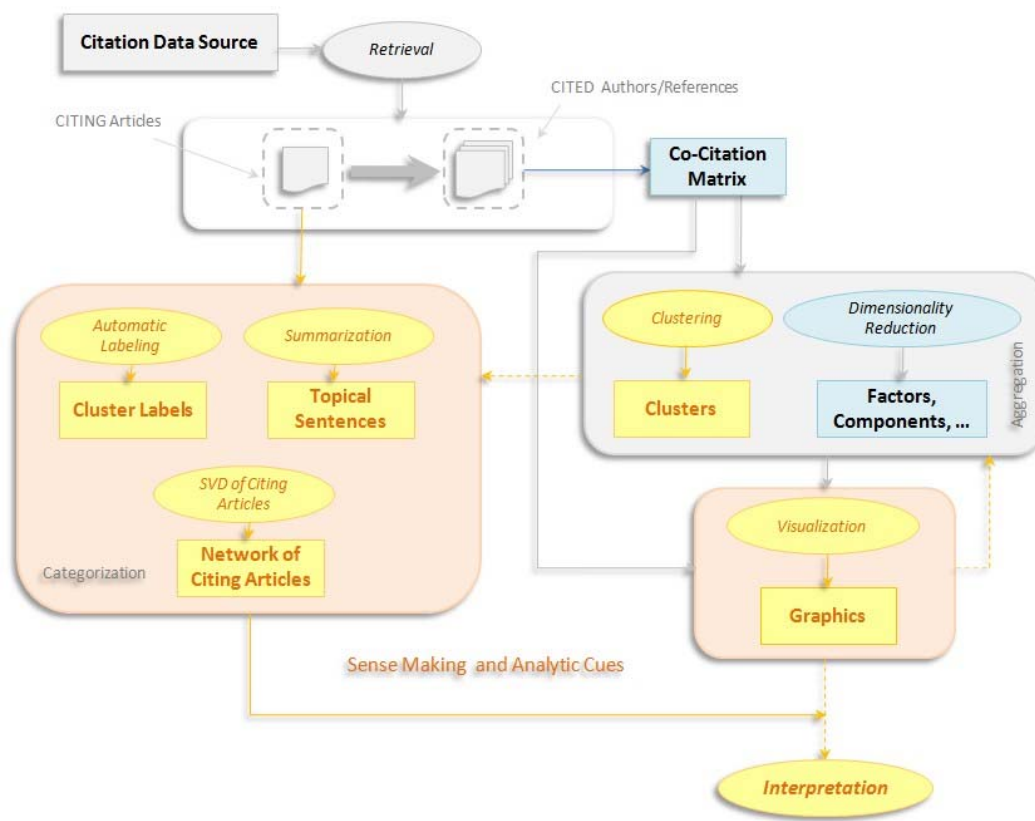 Citation Data Source
Retrieval
CITED Authors/References
CITING Articles
Co-Citation
Matrix
Automatic
Labeling
Summarization
Cluster Labels
Topical
Sentences
SVD of Citing
Articles
Network of
Citing Articles
Categorization
Clustering
Dimensionality
Reduction
Clusters
Factors,
Components, ...
Aggregation
Visualization
Graphics
Sense Making and Analytic Cues
Interpretation